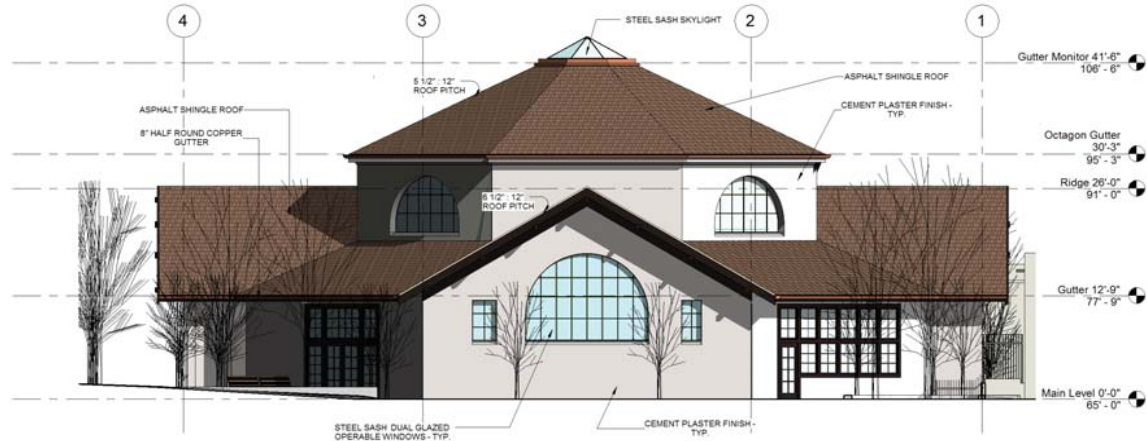 4
3
2
1
STEEL SASH SKYLIGHT
Gutter Monitor 41'-6"
106' - 6"
5 1/2" : 12"
ROOF PITCH
ASPHALT SHINGLE ROOF
ASPHALT SHINGLE ROOF
CEMENT PLASTER FINISH -
TYP.
8" HALF ROUND COPPER
GUTTER
Octagon Gutter
30'-3"
95' - 3"
Ridge 26'-0"
91' - 0"
6 1/2" : 12"
ROOF PITCH
Gutter 12'-9"
77' - 9"
Main Level 0'-0"
65' - 0"
STEEL SASH DUAL GLAZED
OPERABLE WINDOWS - TYP.
CEMENT PLASTER FINISH -
TYP.